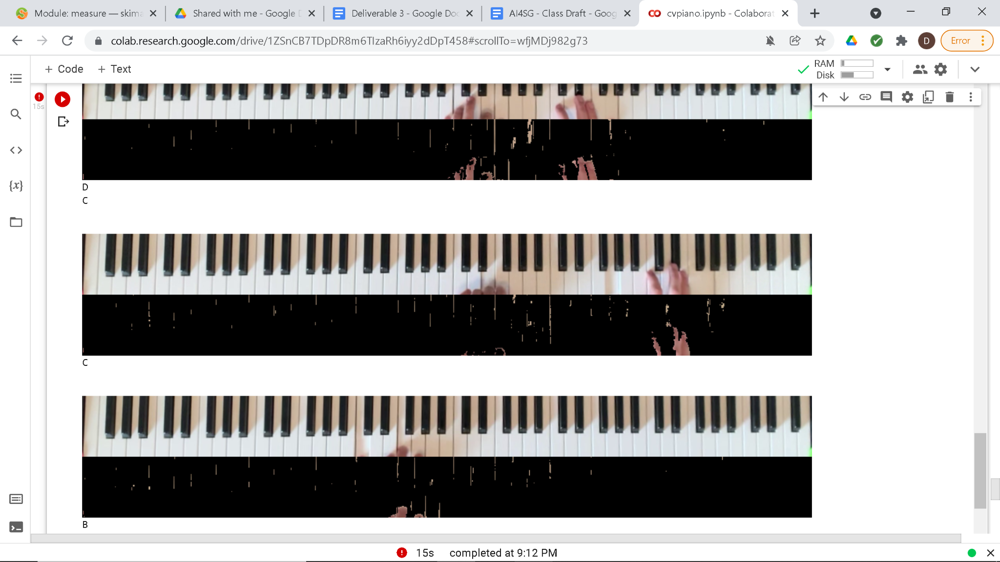 Module: measure — skima
Shared with me - Google D
Deliverable 3 - Google Doc
AI4SG - Class Draft - Goog
cvpiano.ipynb - Colaborat
colab.research.google.com/drive/1ZSnCB7TDpDR8m6TIzaRh6iyy2dDpT458#scrollTo=wfjMDj982g73
D
Error
+ Code
+ Text
RAM
Disk
15s
{x}
D
C
C
B
15s completed at 9:12 PM